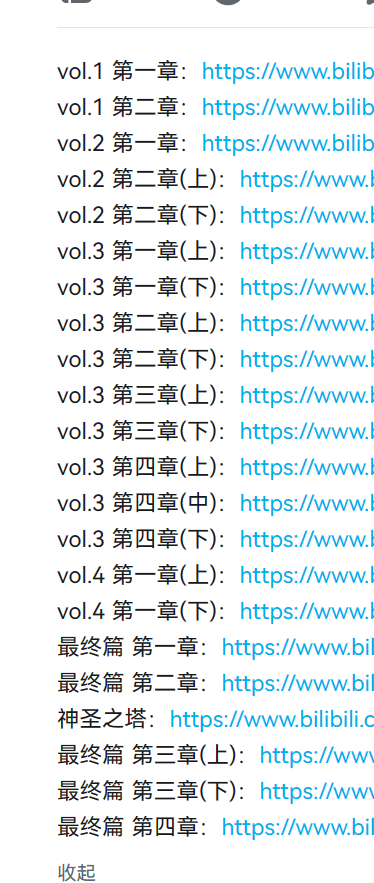 vol.1 第一章：https://www.bilib
vol.1 第二章：https://www.bilib
vol.2 第一章：https://www.bilib
vol.2 第二章(上)：https://www.b
vol.2 第二章(下)：https://www.b
vol.3 第一章(上)：https://www.b
vol.3 第一章(下)：https://www.b
vol.3 第二章(上)：https://www.b
vol.3 第二章(下)：https://www.b
vol.3 第三章(上)：https://www.b
vol.3 第三章(下)：https://www.b
vol.3 第四章(上)：https://www.b
vol.3 第四章(中)：https://www.b
vol.3 第四章(下)：https://www.b
vol.4 第一章(上)：https://www.b
vol.4 第一章(下)：https://www.b
最终篇 第一章：https://www.bil
最终篇 第二章：https://www.bil
神圣之塔：https://www.bilibili.c
最终篇 第三章(上)：https://www
最终篇 第三章(下)：https://www
最终篇 第四章：https://www.bil
收起